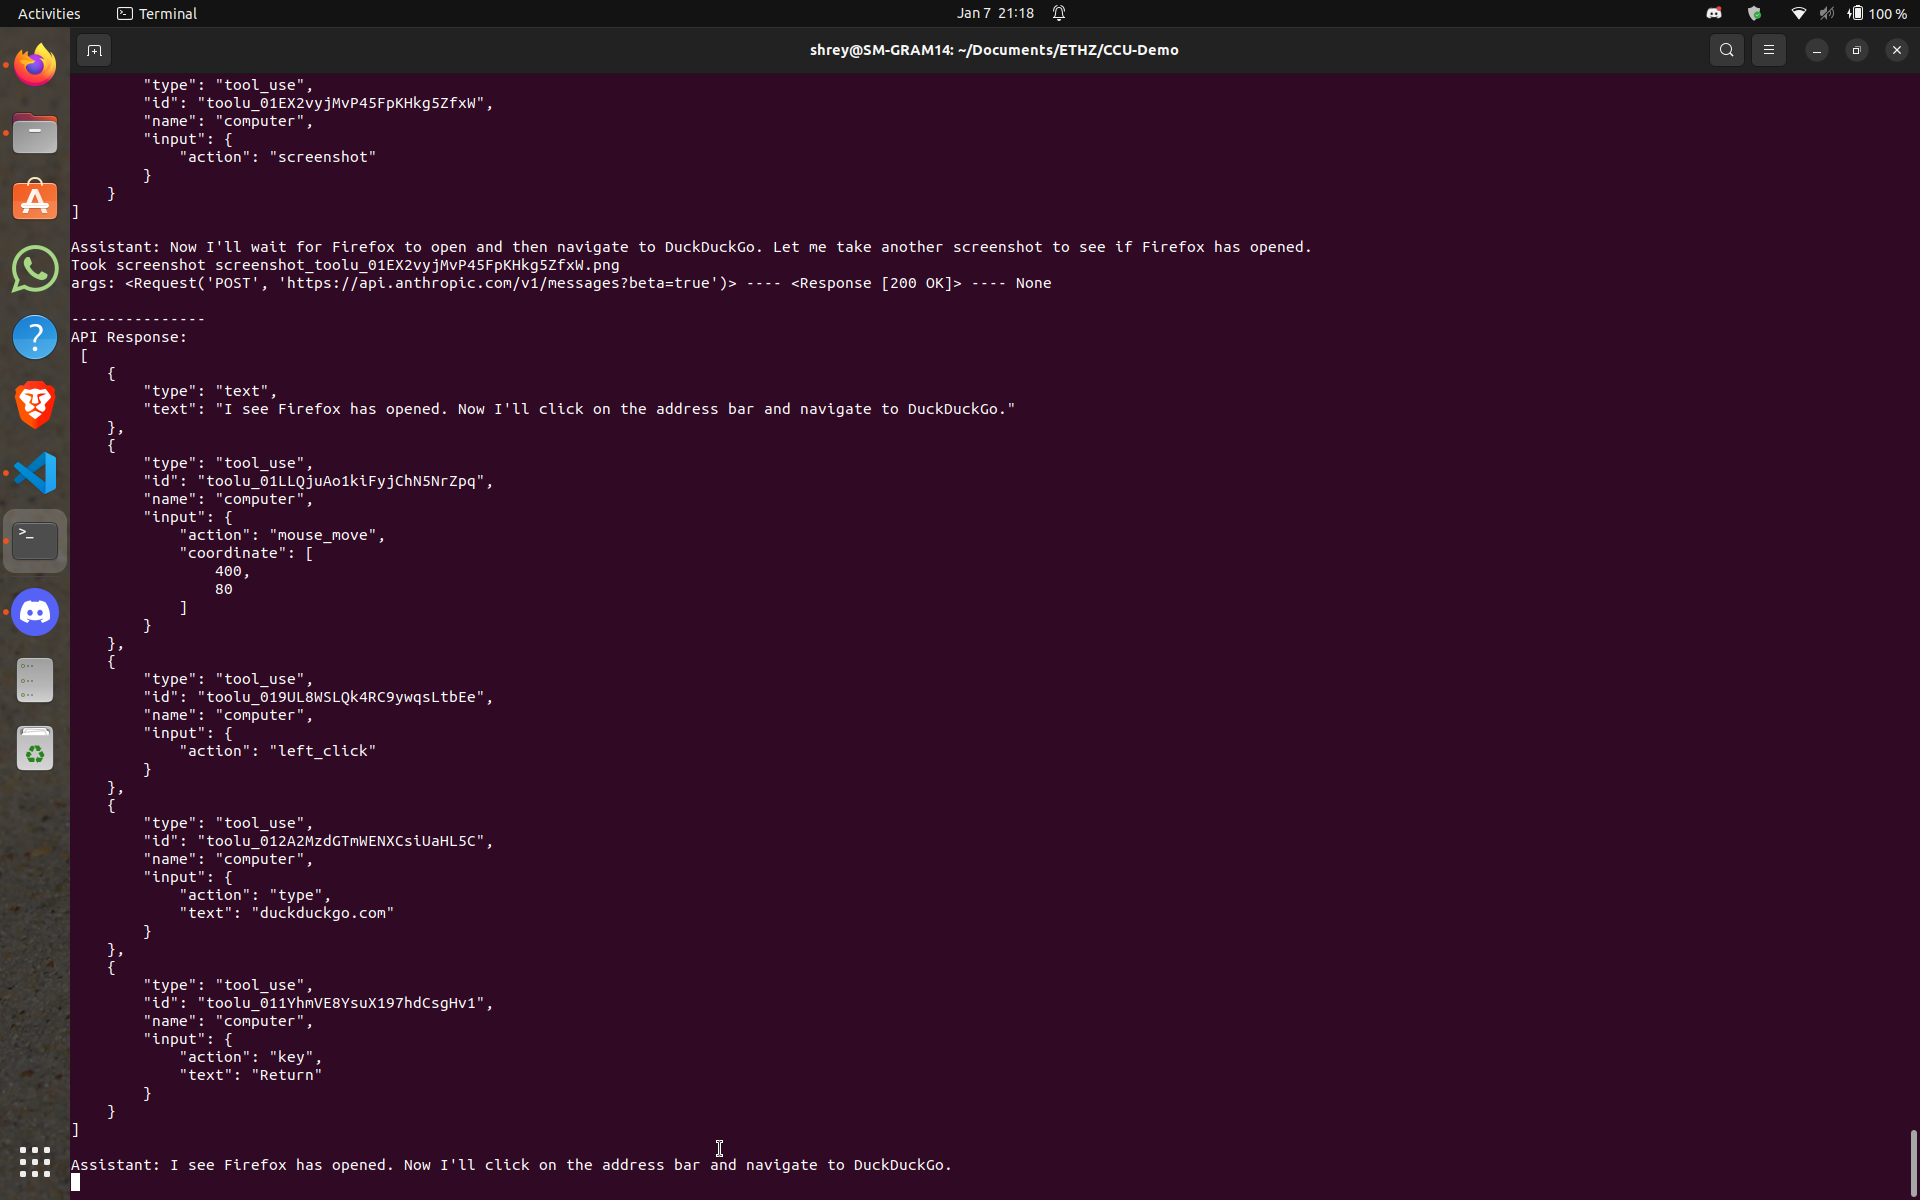 Activities
Terminal
Jan 7 21:18
100 %
shrey@SM-GRAM14: ~/Documents/ETHZ/CCU-Demo
        "type": "tool_use",
        "id": "toolu_01EX2vyjMvP45FpKHkg5ZfxW",
        "name": "computer",
        "input": {
            "action": "screenshot"
        }
    }
]
Assistant: Now I'll wait for Firefox to open and then navigate to DuckDuckGo. Let me take another screenshot to see if Firefox has opened.
Took screenshot screenshot_toolu_01EX2vyjMvP45FpKHkg5ZfxW.png
args: <Request('POST', 'https://api.anthropic.com/v1/messages?beta=true')> ---- <Response [200 OK]> ---- None
---------------
API Response:
 [
    {
        "type": "text",
        "text": "I see Firefox has opened. Now I'll click on the address bar and navigate to DuckDuckGo."
    },
    {
        "type": "tool_use",
        "id": "toolu_01LLQjuAo1kiFyjChN5NrZpq",
        "name": "computer",
        "input": {
            "action": "mouse_move",
            "coordinate": [
                400,
                80
            ]
        }
    },
    {
        "type": "tool_use",
        "id": "toolu_019UL8WSLQk4RC9ywqsLtbEe",
        "name": "computer",
        "input": {
            "action": "left_click"
        }
    },
    {
        "type": "tool_use",
        "id": "toolu_012A2MzdGTmWENXCsiUaHL5C",
        "name": "computer",
        "input": {
            "action": "type",
            "text": "duckduckgo.com"
        }
    },
    {
        "type": "tool_use",
        "id": "toolu_011YhmVE8YsuX197hdCsgHv1",
        "name": "computer",
        "input": {
            "action": "key",
            "text": "Return"
        }
    }
]
Assistant: I see Firefox has opened. Now I'll click on the address bar and navigate to DuckDuckGo.